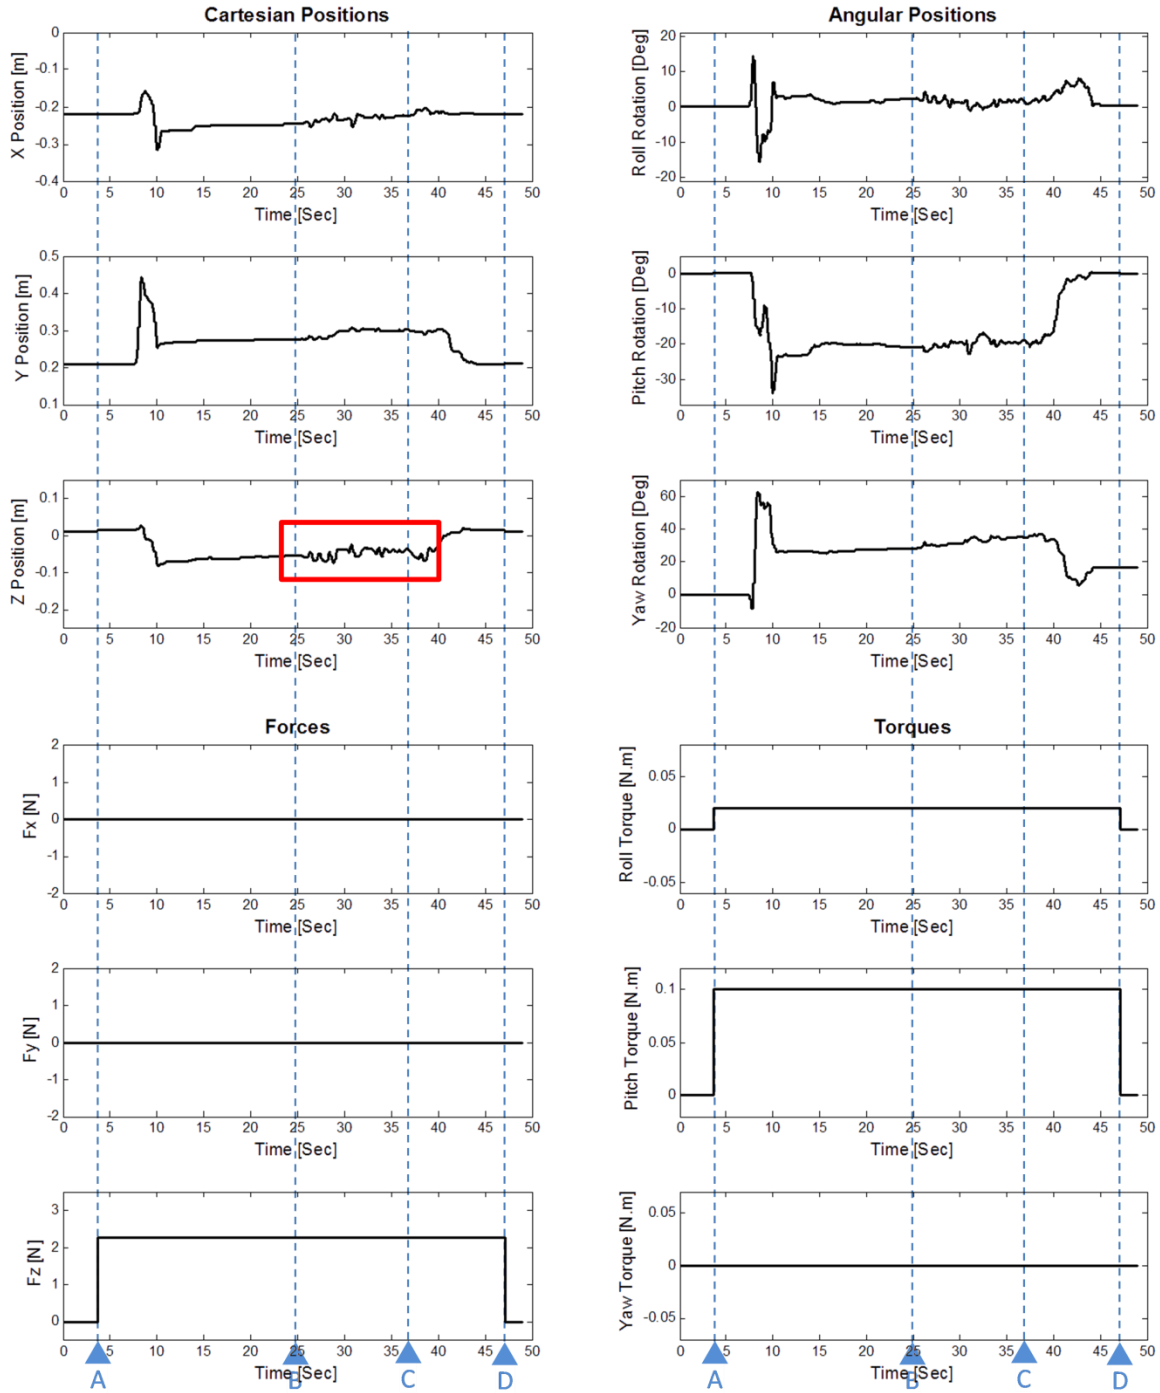 Cartesian Positions
Angular Positions
X Position [m]
0
-0.1
-0.2
-0.3
-0.4
0 5 10 15 20 25 30 35 40 45 50
Time [Sec]
Roll Rotation [Deg]
20
10
0
-10
-20
0 5 10 15 20 25 30 35 40 45 50
Time [Sec]
Y Position [m]
0.5
0.4
0.3
0.2
0.1
0 5 10 15 20 25 30 35 40 45 50
Time [Sec]
Pitch Rotation [Deg]
0
-10
-20
-30
0 5 10 15 20 25 30 35 40 45 50
Time [Sec]
Z Position [m]
0.1
0
-0.1
-0.2
0 5 10 15 20 25 30 35 40 45 50
Time [Sec]
Yaw Rotation [Deg]
60
40
20
0
-20
0 5 10 15 20 25 30 35 40 45 50
Time [Sec]
Forces
Torques
Fx [N]
2
1
0
-1
-2
0 5 10 15 20 25 30 35 40 45 50
Time [Sec]
Roll Torque [N.m]
0.05
0
-0.05
0 5 10 15 20 25 30 35 40 45 50
Time [Sec]
Fy [N]
2
1
0
-1
-2
0 5 10 15 20 25 30 35 40 45 50
Time [Sec]
Pitch Torque [N.m]
0.1
0.05
0
0 5 10 15 20 25 30 35 40 45 50
Time [Sec]
Fz [N]
3
2
1
0
0 5 10 15 20 25 30 35 40 45 50
Time [Sec]
A B C D
Yaw Torque [N.m]
0.05
0
-0.05
0 5 10 15 20 25 30 35 40 45 50
Time [Sec]
A B C D